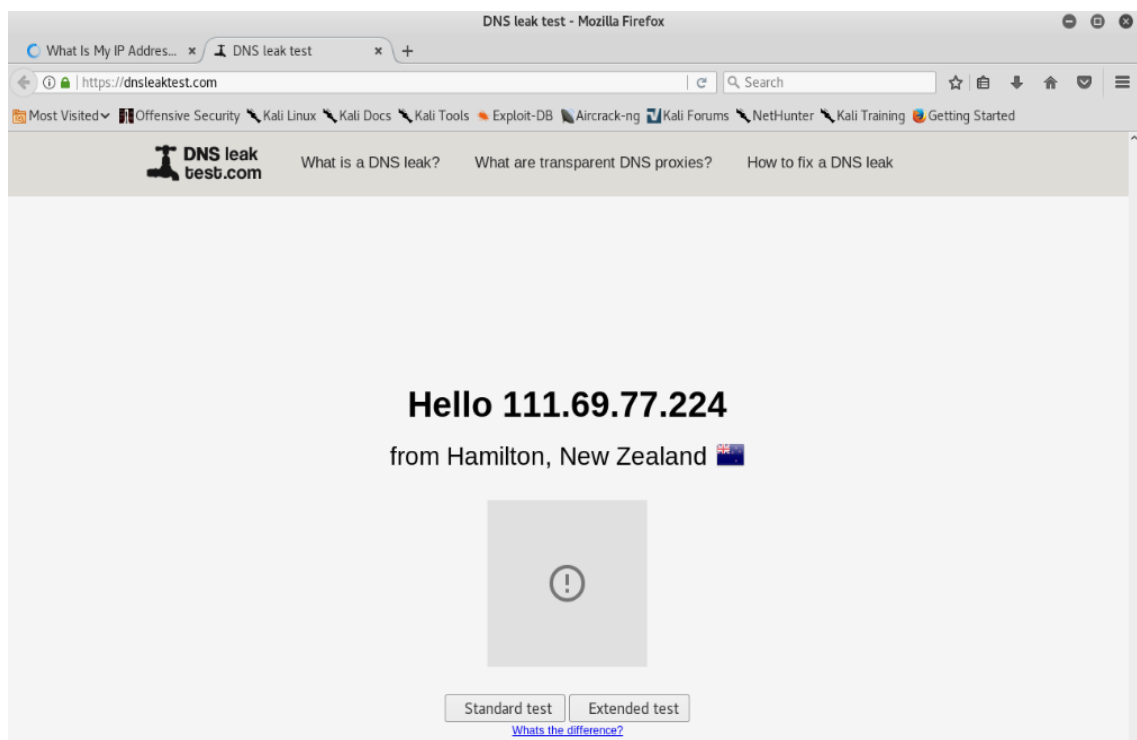 DNS leak test - Mozilla Firefox
What Is My IP Addres... × DNS leak test × +
https://dnsleaktest.com Search
Most Visited Offensive Security Kali Linux Kali Docs Kali Tools Exploit-DB Aircrack-ng Kali Forums NetHunter Kali Training Getting Started
DNS leak
test.com
What is a DNS leak? What are transparent DNS proxies? How to fix a DNS leak
Hello 111.69.77.224
from Hamilton, New Zealand
Standard test Extended test
Whats the difference?